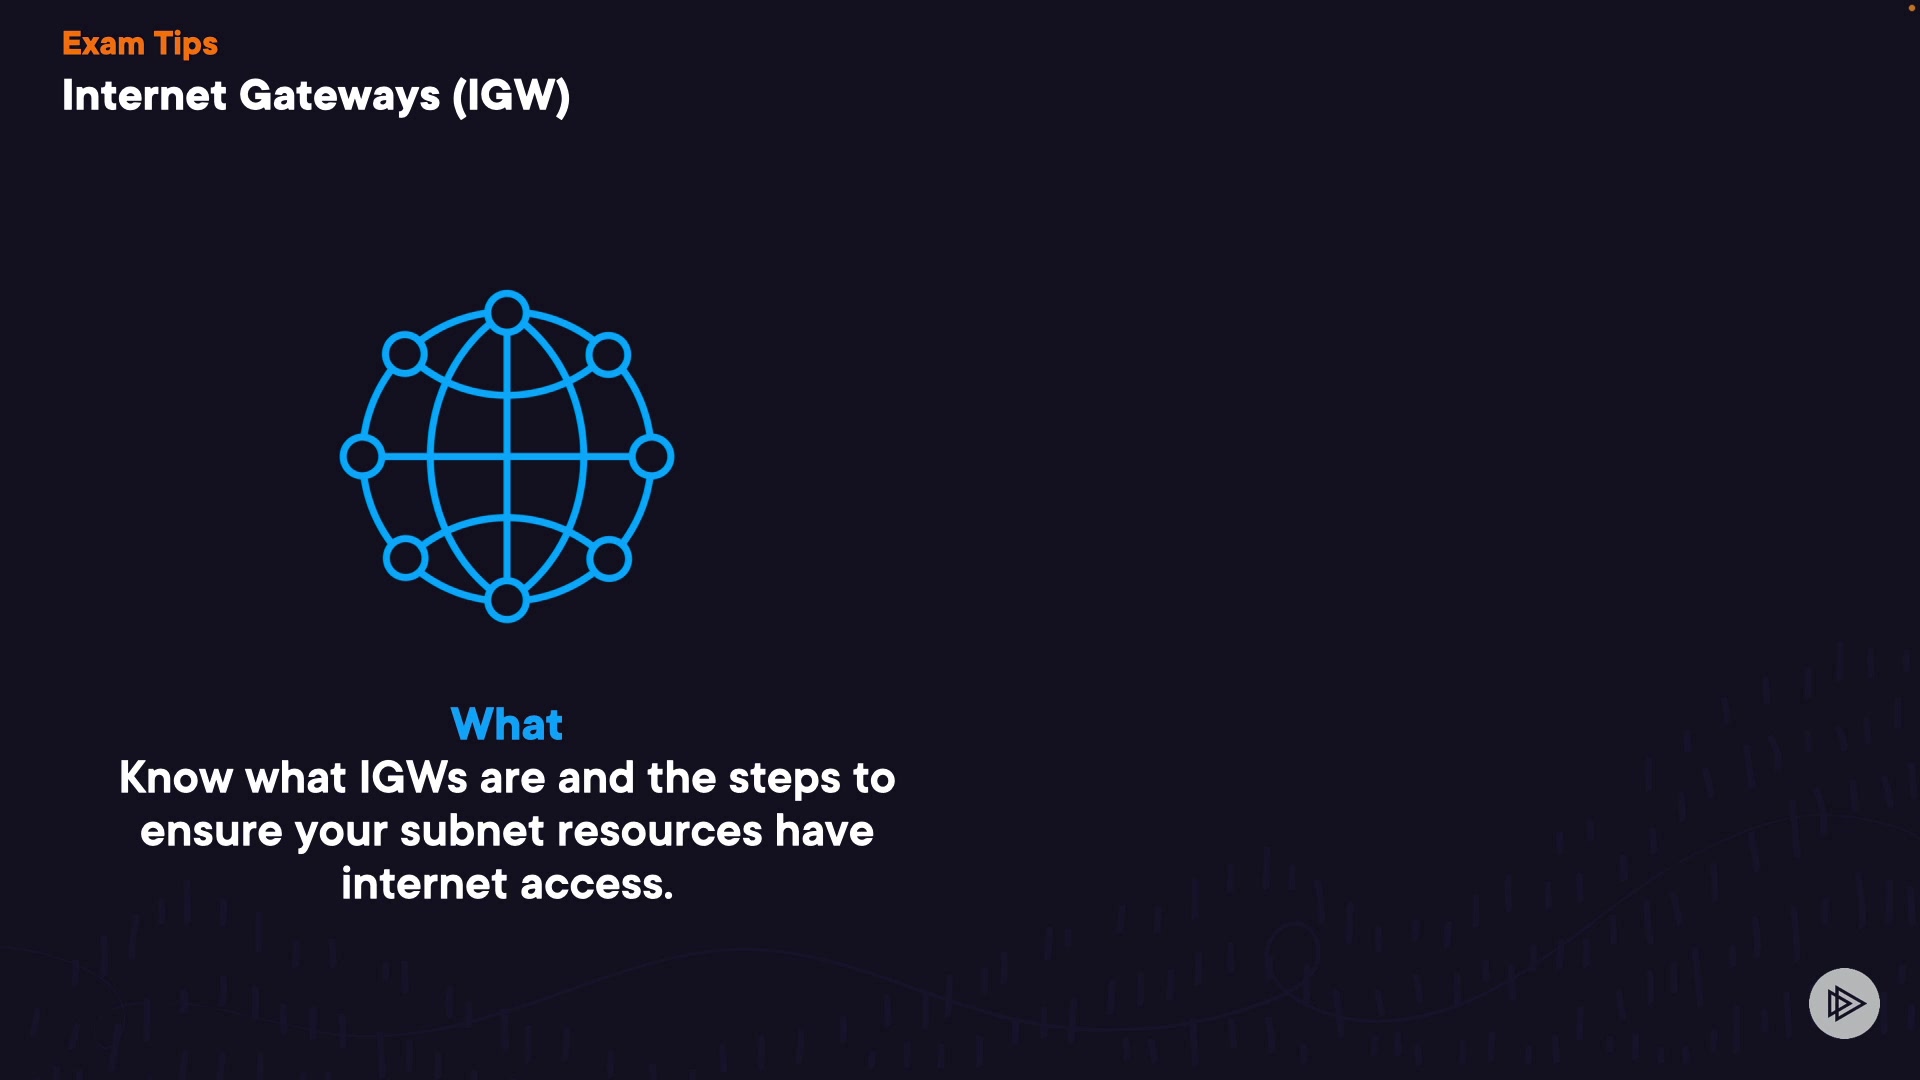 Exam Tips
Internet Gateways (IGW)
What
Know what IGWs are and the steps to
ensure your subnet resources have
internet access.